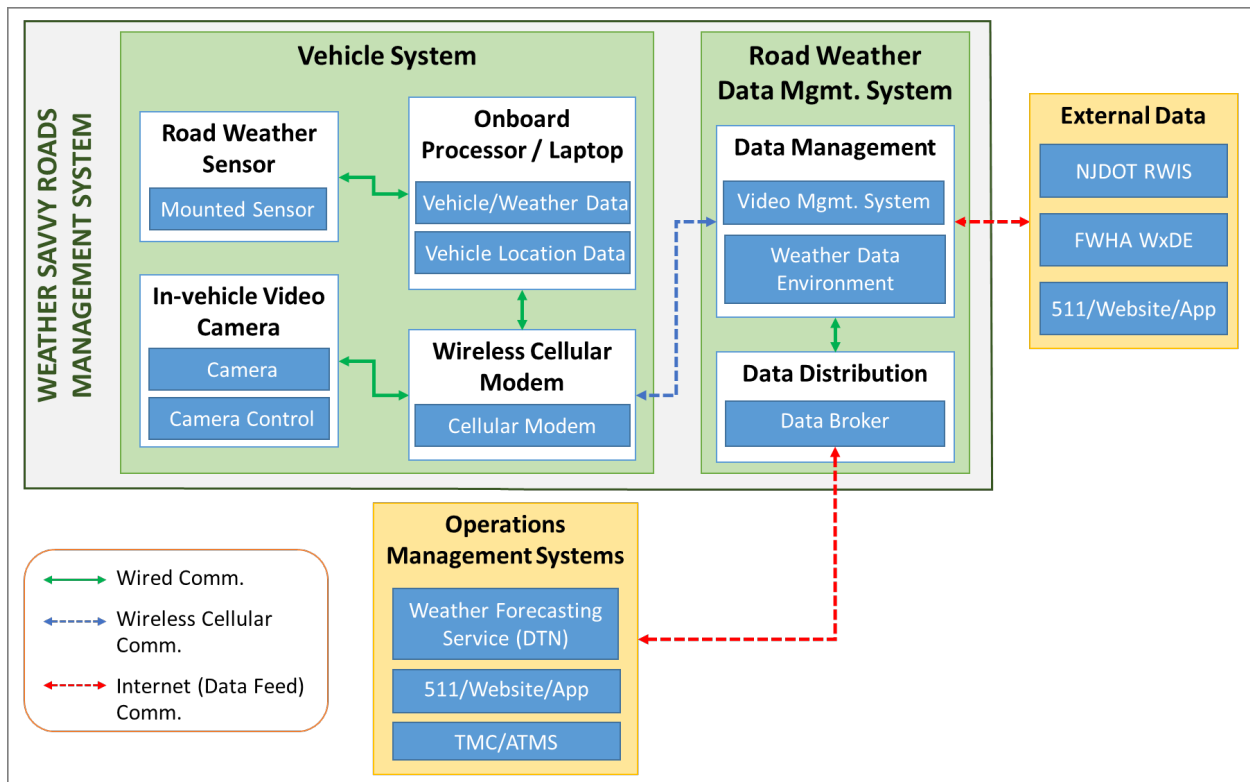 WEATHER SAVVY ROADS
MANAGEMENT SYSTEM
Vehicle System
Road Weather
Sensor
Mounted Sensor
Onboard
Processor / Laptop
Vehicle/Weather Data
Vehicle Location Data
In-vehicle Video
Camera
Camera
Camera Control
Wireless Cellular
Modem
Cellular Modem
Road Weather
Data Mgmt. System
Data Management
Video Mgmt. System
Weather Data
Environment
Data Distribution
Data Broker
External Data
NJDOT RWIS
FWHA WxDE
511/Website/App
Operations
Management Systems
Weather Forecasting
Service (DTN)
511/Website/App
TMC/ATMS
Wired Comm.
Wireless Cellular
Comm.
Internet (Data Feed)
Comm.